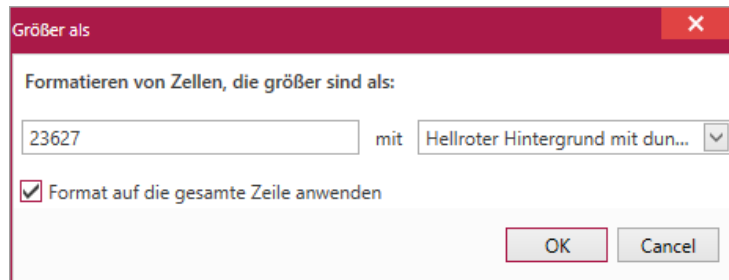 Größer als
Formatieren von Zellen, die größer sind als:
23627 mit Hellroter Hintergrund mit dun...
Format auf die gesamte Zeile anwenden
OK Cancel